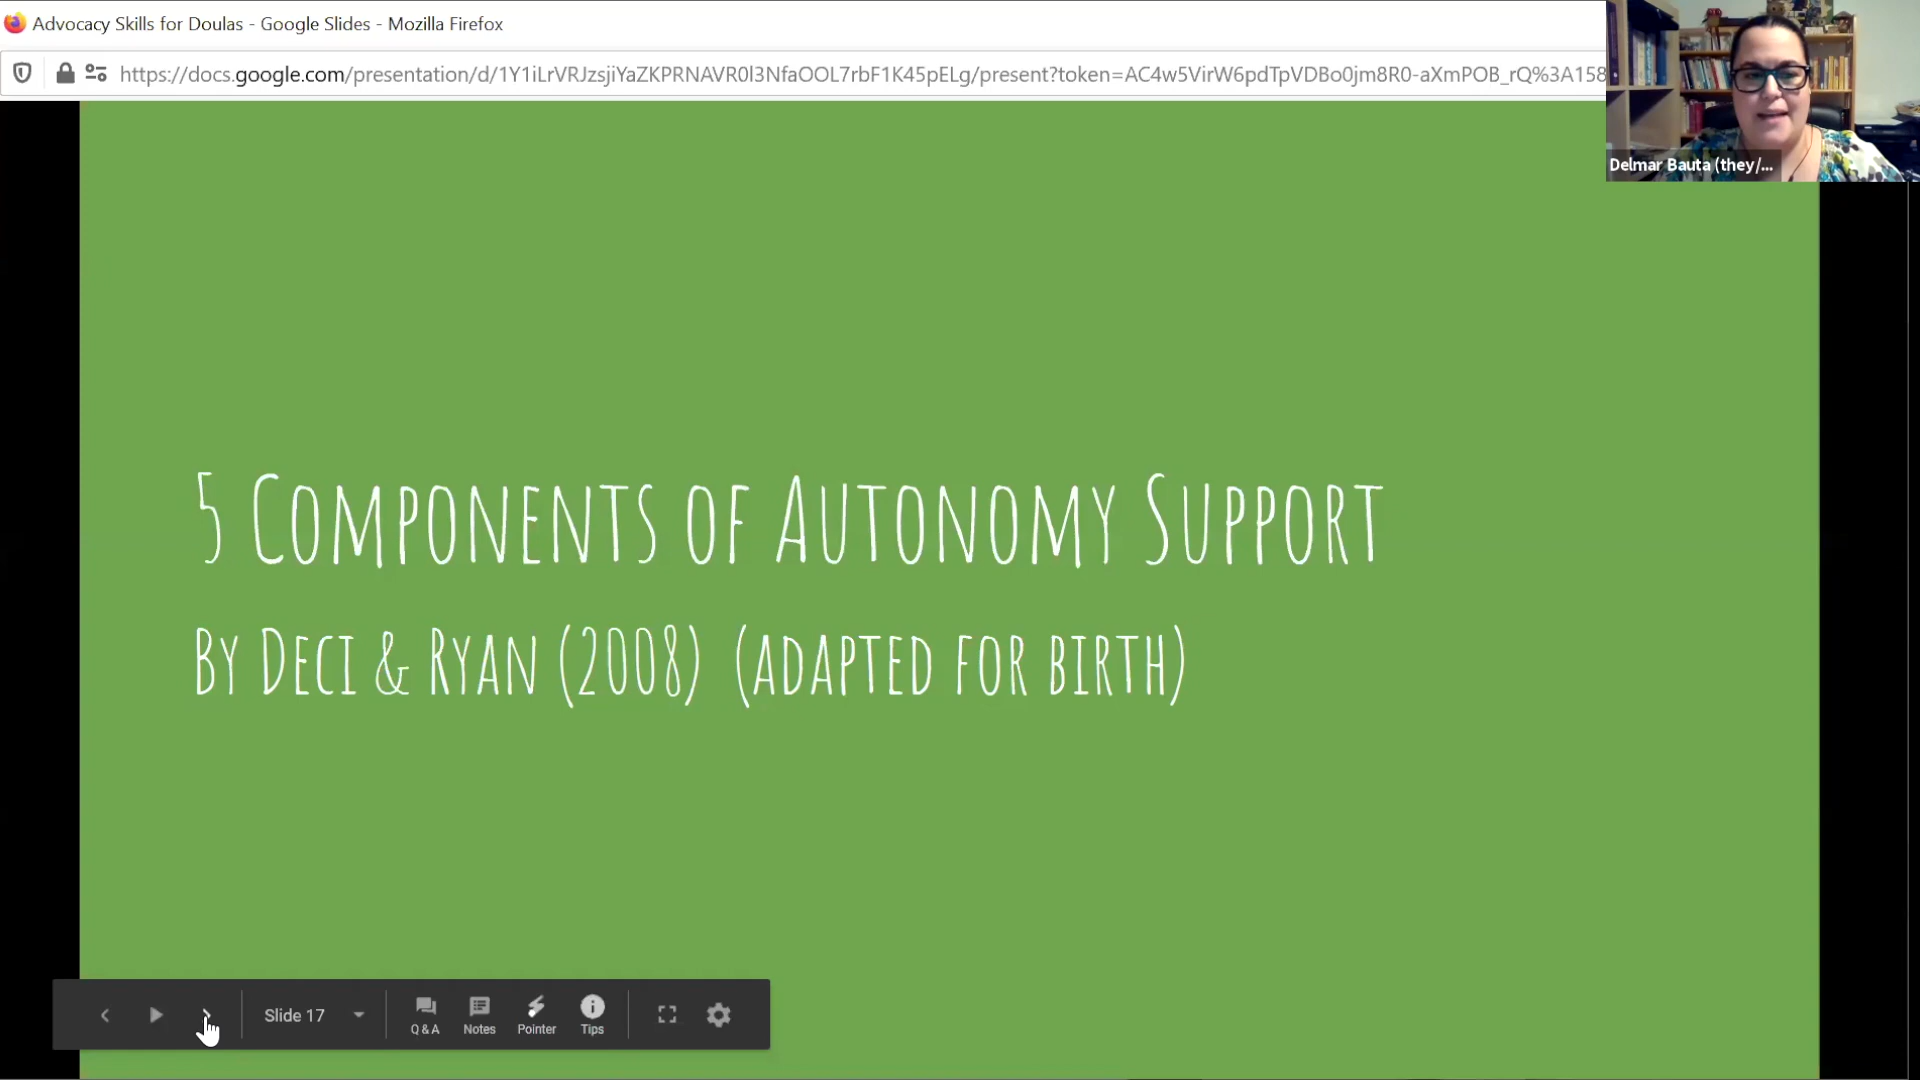 Advocacy Skills for Doulas - Google Slides - Mozilla Firefox
https://docs.google.com/presentation/d/1Y1iLrVRJzsjiYaZKPRNAVR0l3NfaOOL7rbF1K45pELg/present?token=AC4w5VirW6pdTpVDBo0jm8R0-aXmPOB_rQ%3A158
Delmar Bauta (they/...
5 Components of Autonomy Support
By Deci & Ryan (2008) (adapted for birth)
Slide 17
Q & A
Notes
Pointer
Tips